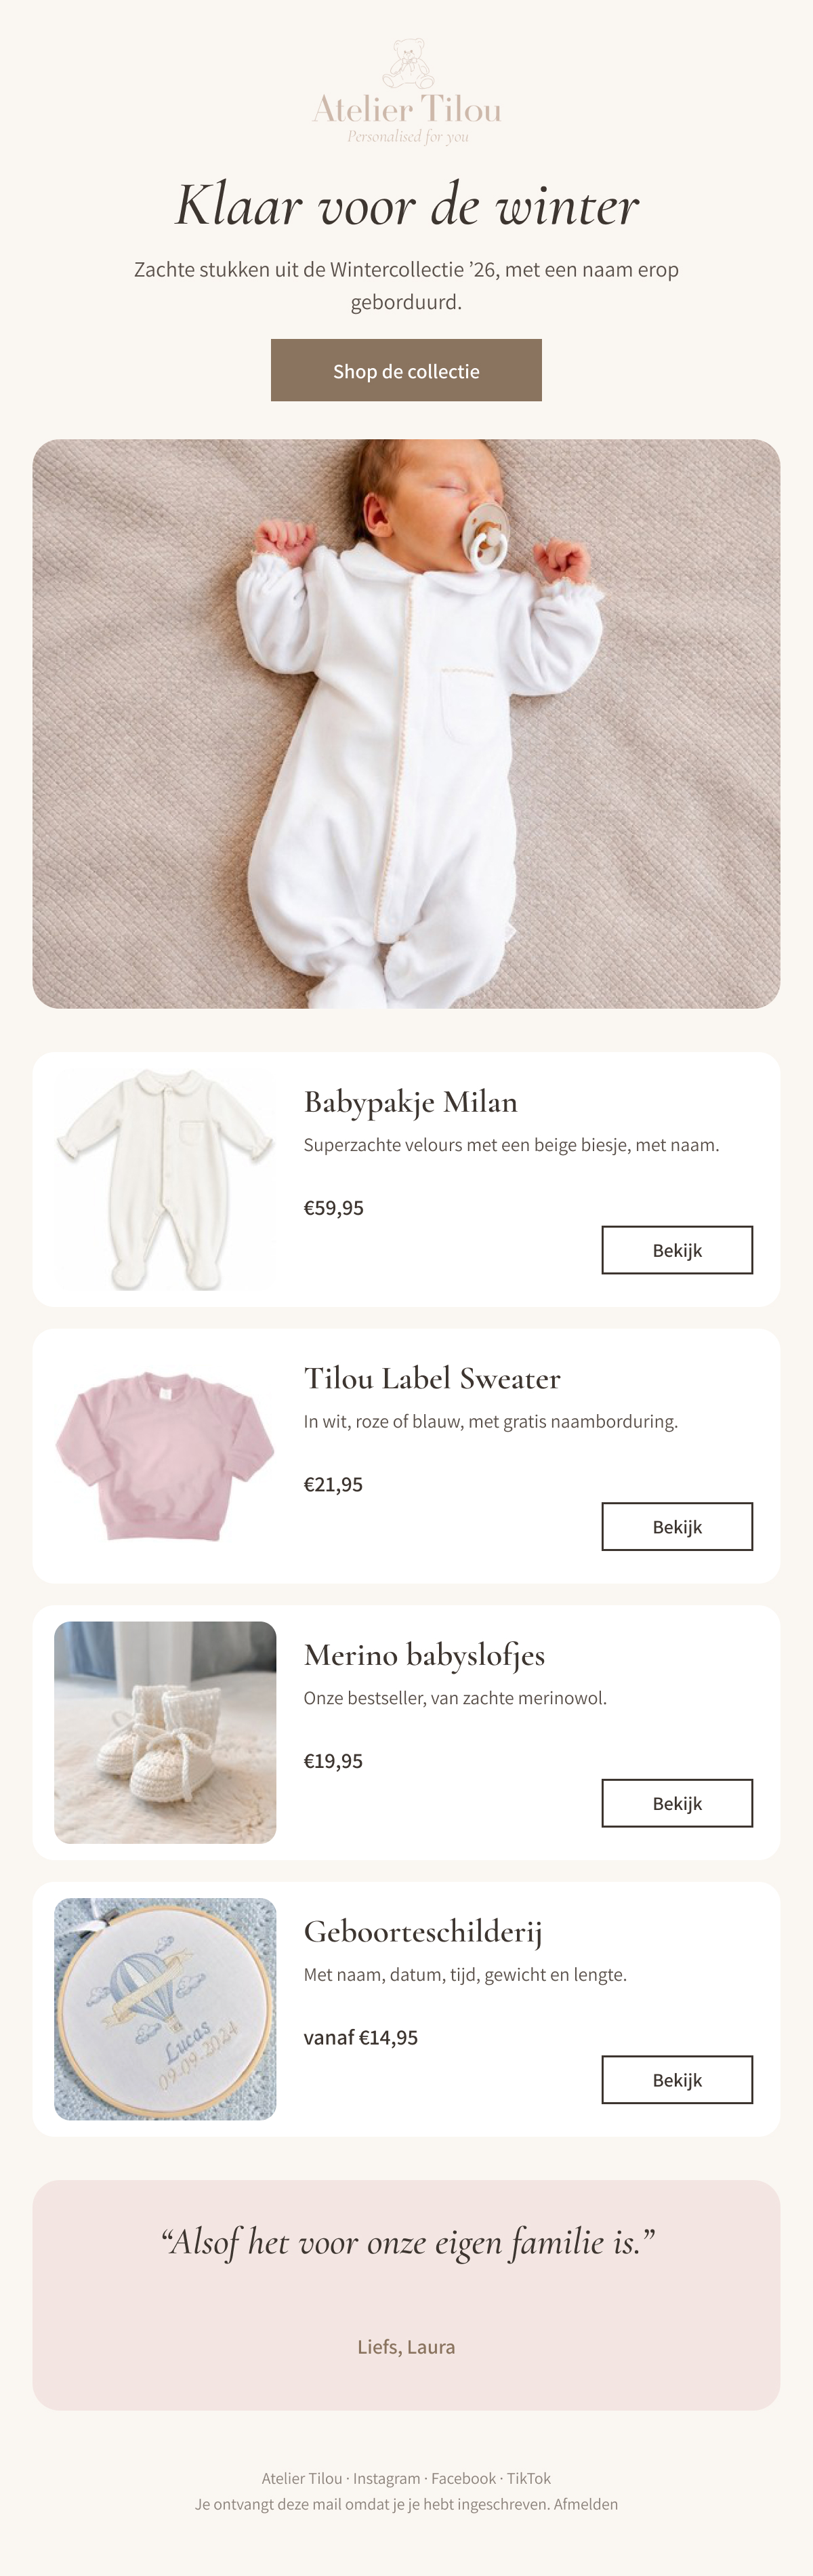 Atelier Tilou
Personalised for you
Klaar voor de winter
Zachte stukken uit de Wintercollectie ’26, met een naam erop
geborduurd.
Shop de collectie
Babypakje Milan
Superzachte velours met een beige biesje, met naam.
€59,95
Bekijk
Tilou Label Sweater
In wit, roze of blauw, met gratis naamborduring.
€21,95
Bekijk
Merino babyslofjes
Onze bestseller, van zachte merinowol.
€19,95
Bekijk
Lucas
09.09.2024
Geboorteschilderij
Met naam, datum, tijd, gewicht en lengte.
vanaf €14,95
Bekijk
“Alsof het voor onze eigen familie is.”
Liefs, Laura
Atelier Tilou · Instagram · Facebook · TikTok
Je ontvangt deze mail omdat je je hebt ingeschreven. Afmelden